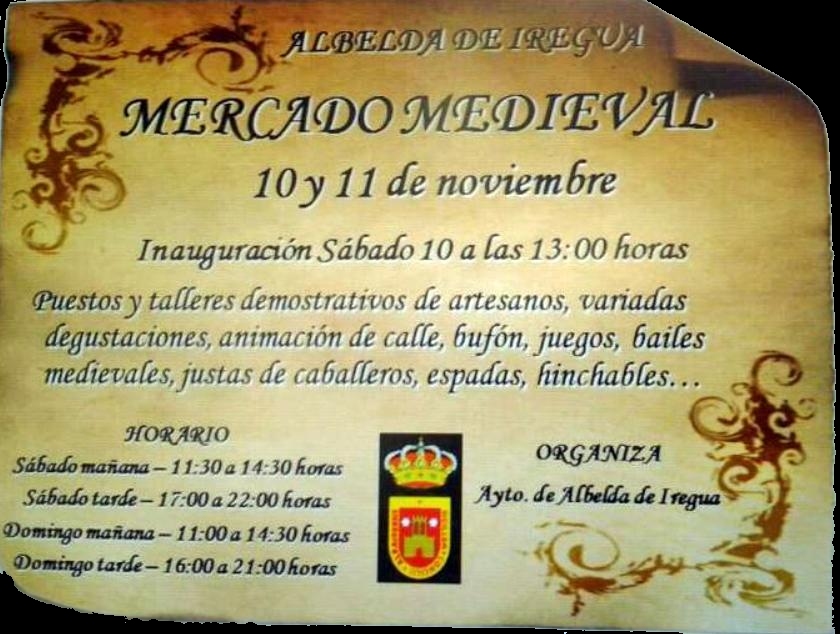 ALBELDA DE IREGUA
MERCADO MEDIEVAL
10 y 11 de noviembre
Inauguración Sábado 10 a las 13:00 horas
Puestos y talleres demostrativos de artesanos, variadas
degustaciones, animación de calle, bufón, juegos, bailes
medievales, justas de caballeros, espadas, hinchables...
HORARIO
Sábado mañana – 11:30 a 14:30 horas
Sábado tarde – 17:00 a 22:00 horas
Domingo mañana – 11:00 a 14:30 horas
Domingo tarde – 16:00 a 21:00 horas
ORGANIZA
Ayto. de Albelda de Iregua